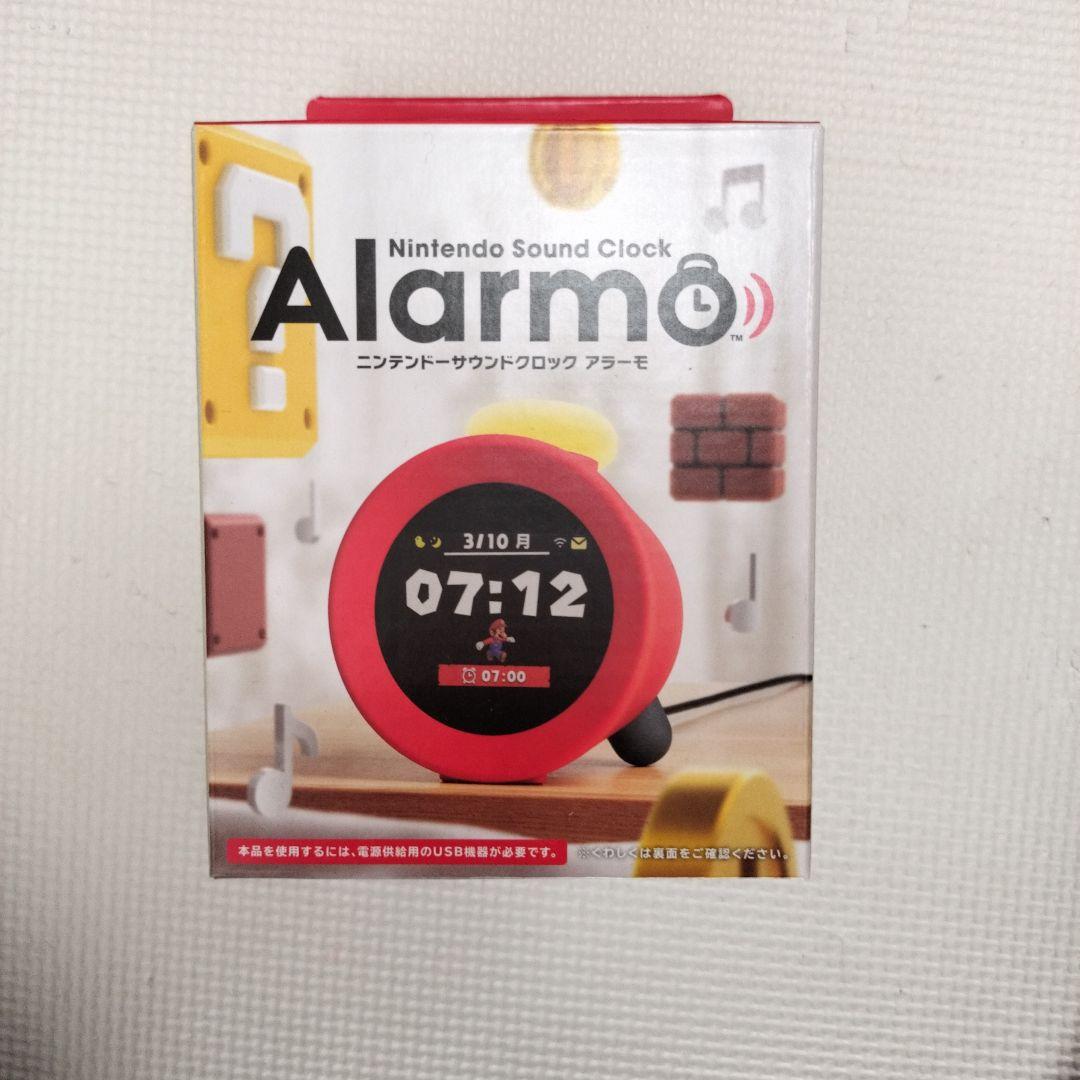 Nintendo Sound Clock
Alarmo™
ニンテンドーサウンドクロック アラーモ
3/10 月
07:12
07:00
本品を使用するには、電源供給用のUSB機器が必要です。
※くわしくは裏面をご確認ください。